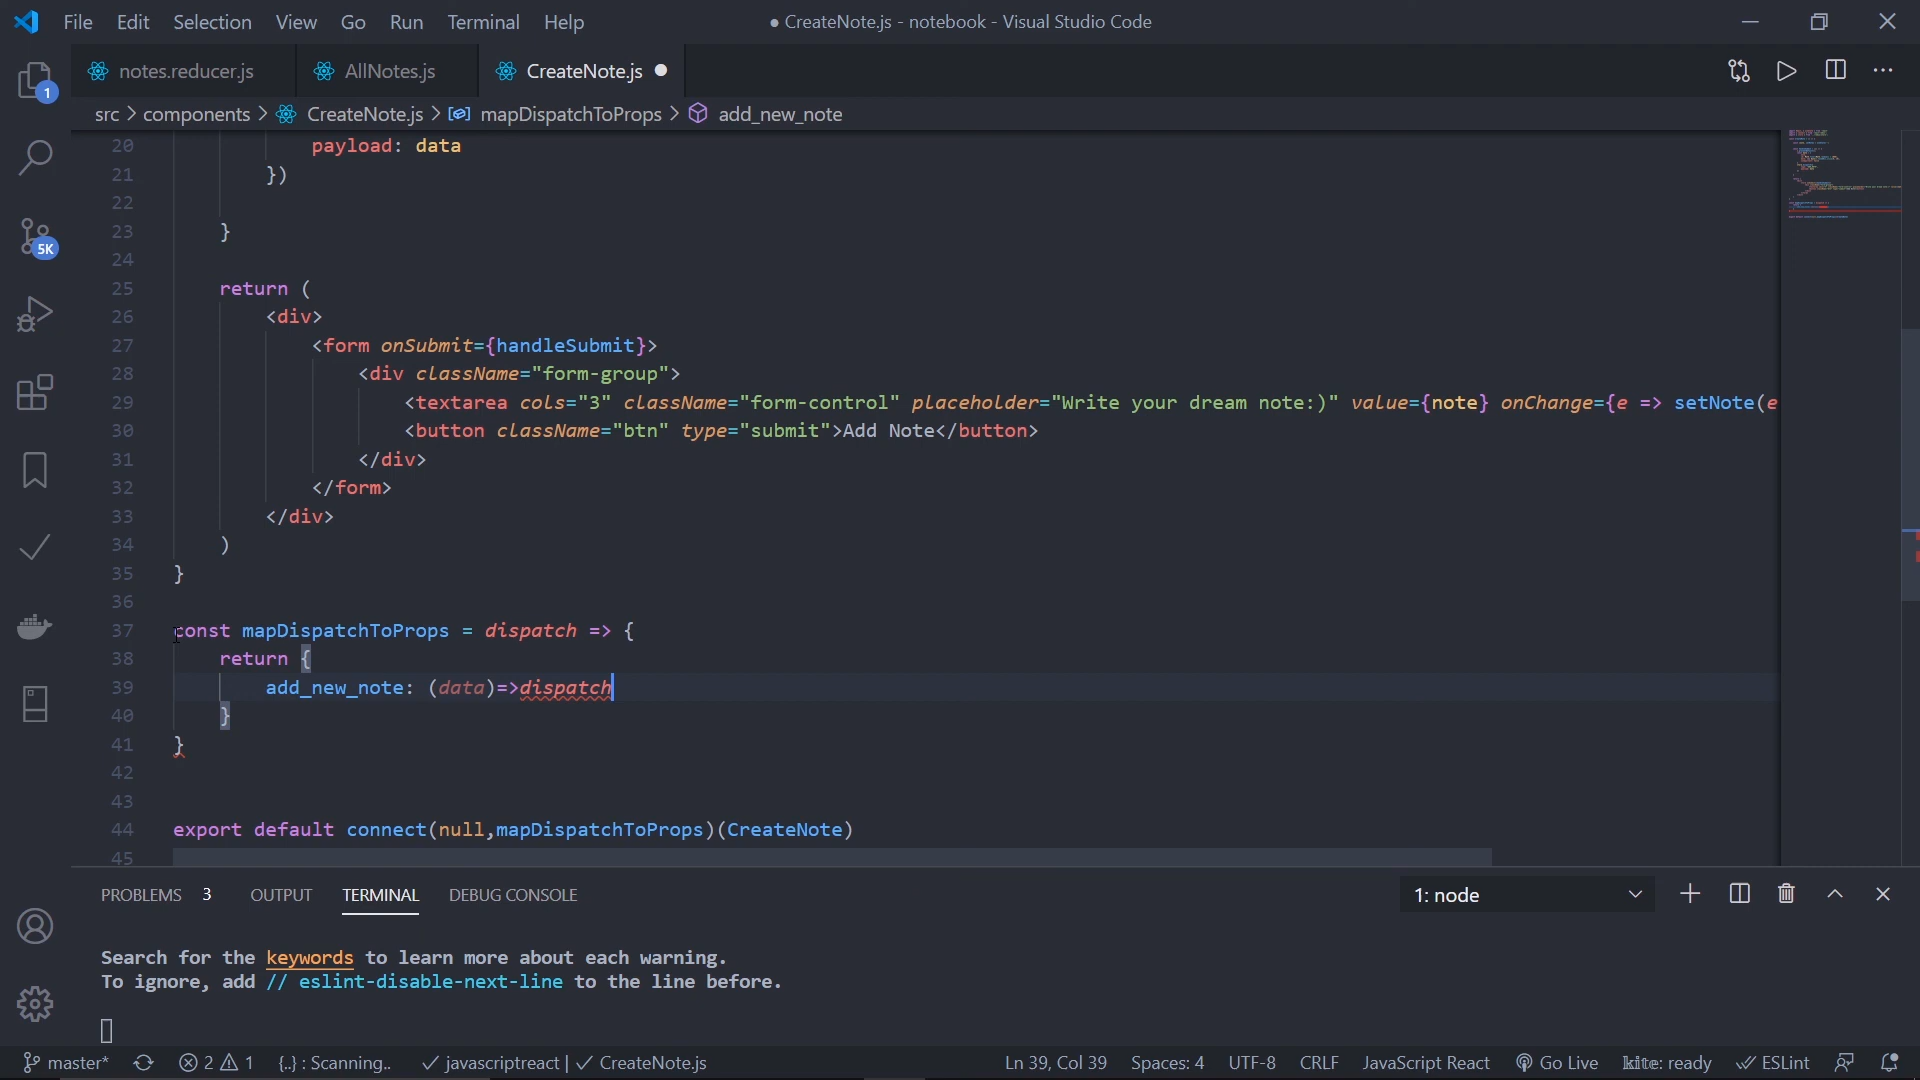 File Edit Selection View Go Run Terminal Help ● CreateNote.js - notebook - Visual Studio Code
notes.reducer.js AllNotes.js CreateNote.js
1
src > components > CreateNote.js > mapDispatchToProps > add_new_note
20 payload: data
21 })
22
23 }
24
25 return (
26 <div>
27 <form onSubmit={handleSubmit}>
28 <div className="form-group">
29 <textarea cols="3" className="form-control" placeholder="Write your dream note:)" value={note} onChange={e => setNote(e
30 <button className="btn" type="submit">Add Note</button>
31 </div>
32 </form>
33 </div>
34 )
35 }
36
37 const mapDispatchToProps = dispatch => {
38 return {
39 add_new_note: (data)=>dispatch
40 }
41 }
42
43
44 export default connect(null,mapDispatchToProps)(CreateNote)
45
5K
PROBLEMS 3 OUTPUT TERMINAL DEBUG CONSOLE 1: node
Search for the keywords to learn more about each warning.
To ignore, add // eslint-disable-next-line to the line before.
master* 2 1 {..} : Scanning.. javascriptreact | CreateNote.js Ln 39, Col 39 Spaces: 4 UTF-8 CRLF JavaScript React Go Live kite: ready ESLint